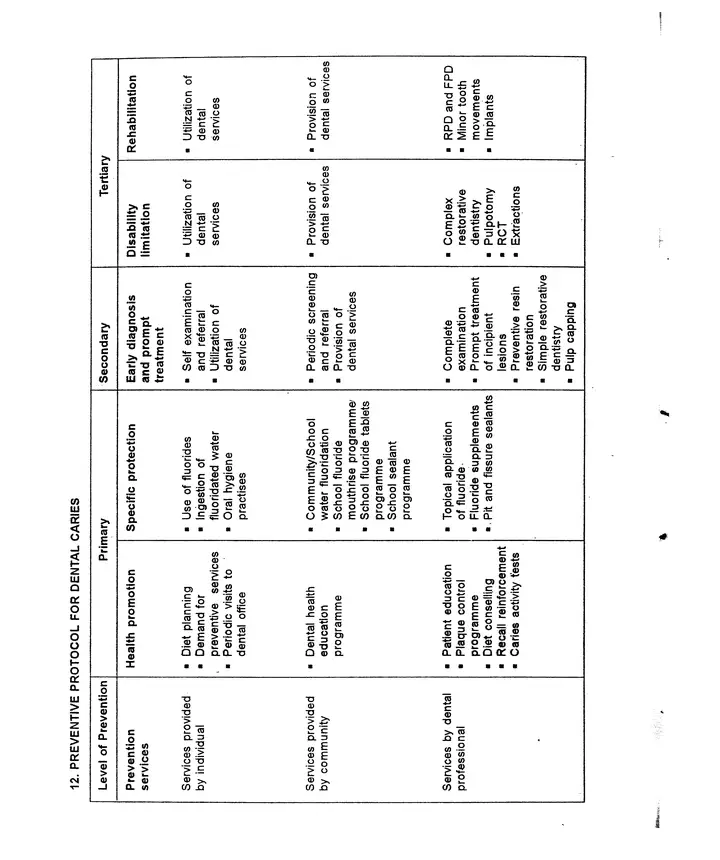 12. PREVENTIVE PROTOCOL FOR DENTAL CARIES
Level of Prevention
Primary
Secondary
Tertiary
Prevention
services
Health promotion
Specific protection
Early diagnosis
and prompt
treatment
Disability
limitation
Rehabilitation
Services provided
by individual
▪ Diet planning
▪ Demand for
preventive services
▪ Periodic visits to
dental office
▪ Use of fluorides
▪ Ingestion of
fluoridated water
▪ Oral hygiene
practises
▪ Self examination
and referral
▪ Utilization of
dental
services
▪ Utilization of
dental
services
▪ Utilization of
dental
services
Services provided
by community
▪ Dental health
education
programme
▪ Community/School
water fluoridation
▪ School fluoride
mouthrise programme
▪ School fluoride tablets
programme
▪ School sealant
programme
▪ Periodic screening
and referral
▪ Provision of
dental services
▪ Provision of
dental services
▪ Provision of
dental services
Services by dental
professional
▪ Patient education
▪ Plaque control
programme
▪ Diet conselling
▪ Recall reinforcement
▪ Caries activity tests
▪ Topical application
of fluoride
▪ Fluoride supplements
▪ Pit and fissure sealants
▪ Complete
examination
▪ Prompt treatment
of incipient
lesions
▪ Preventive resin
restoration
▪ Simple restorative
dentistry
▪ Pulp capping
▪ Complex
restorative
dentistry
▪ Pulpotomy
▪ RCT
▪ Extractions
▪ RPD and FPD
▪ Minor tooth
movements
▪ Implants